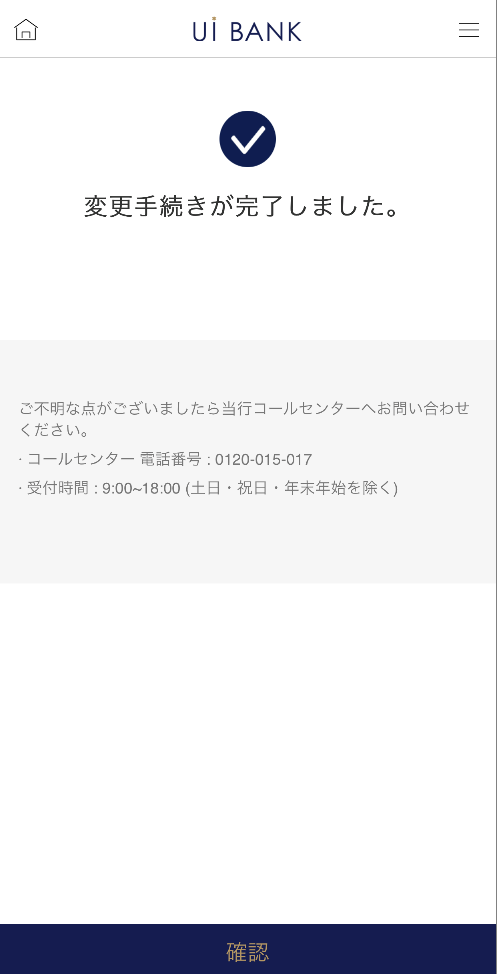 UI BANK
変更手続きが完了しました。
ご不明な点がございましたら当行コールセンターへお問い合わせ
ください。
· コールセンター 電話番号 : 0120-015-017
· 受付時間 : 9:00~18:00 (土日・祝日・年末年始を除く)
確認